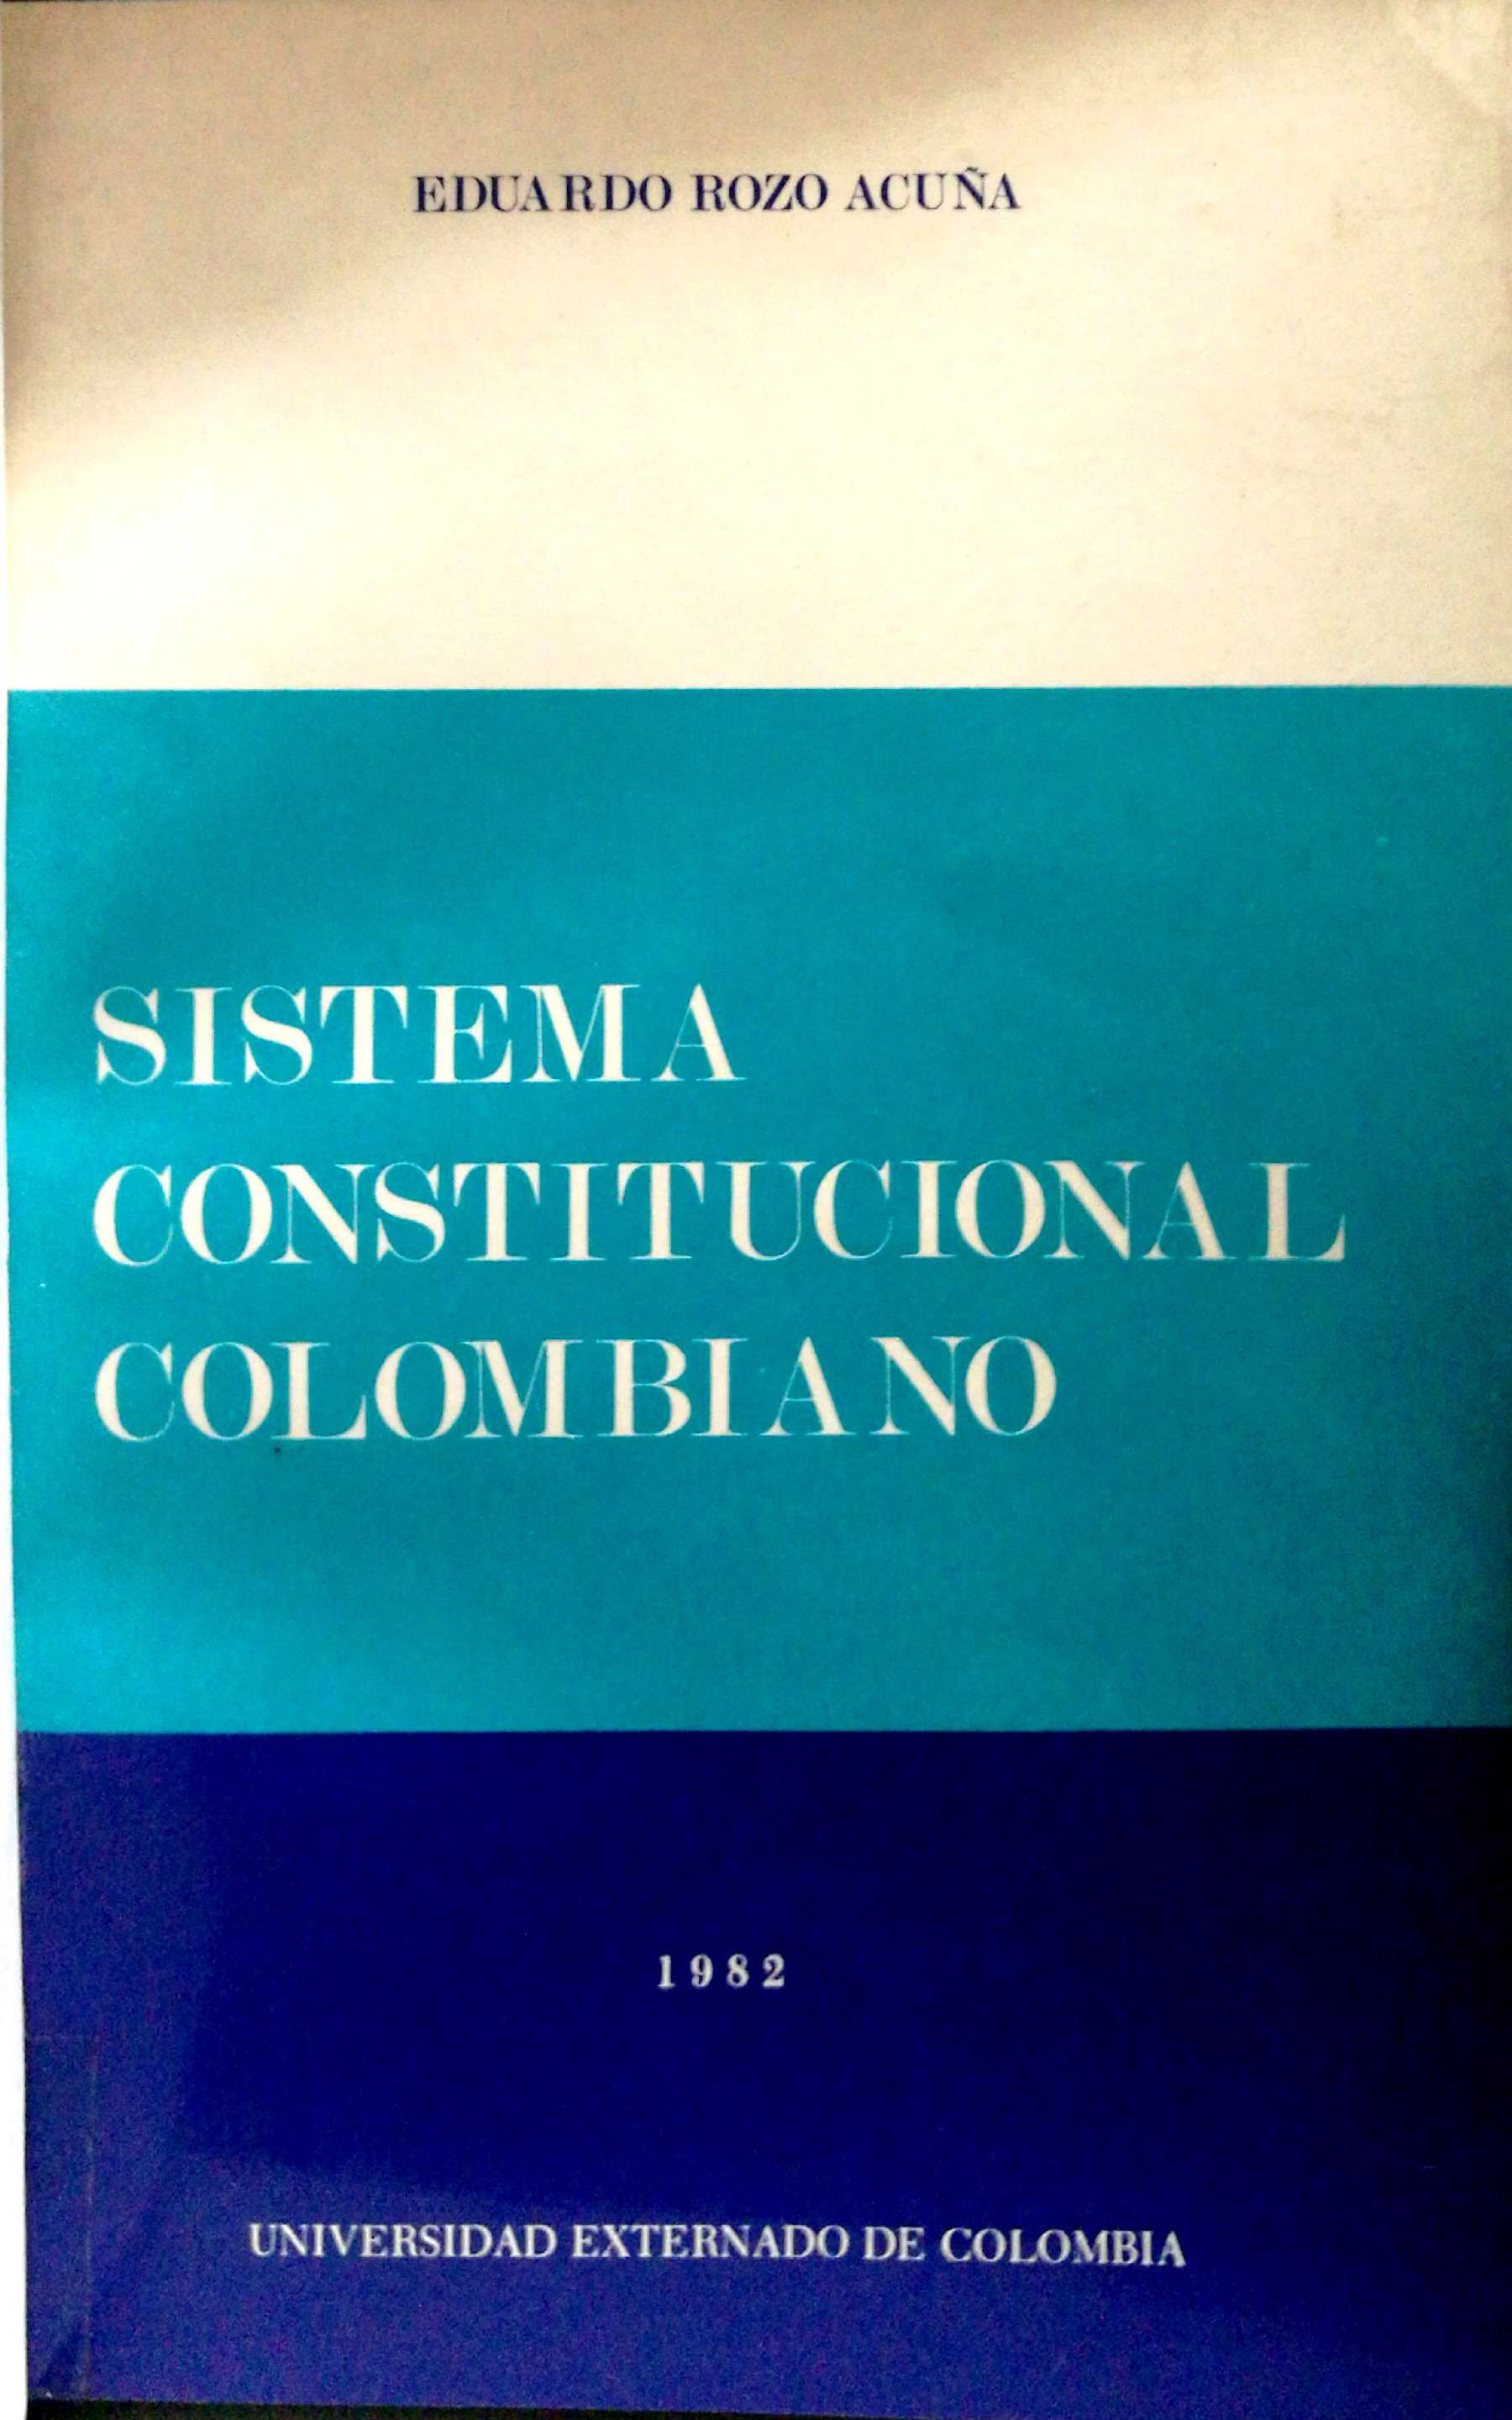 EDUARDO ROZO ACUÑA
SISTEMA
CONSTITUCIONAL
COLOMBIANO
1982
UNIVERSIDAD EXTERNADO DE COLOMBIA